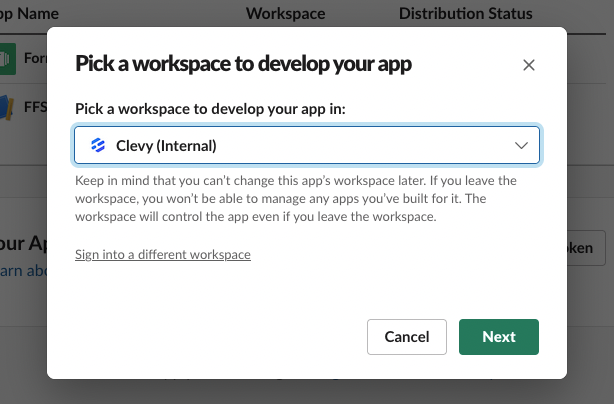 pp Name Workspace Distribution Status
Pick a workspace to develop your app
For
Pick a workspace to develop your app in:
FFS
Clevy (Internal)
Keep in mind that you can't change this app's workspace later. If you leave the
workspace, you won't be able to manage any apps you've built for it. The
workspace will control the app even if you leave the workspace.
our Ap
oken
Sign into a different workspace
arn abo
Cancel Next